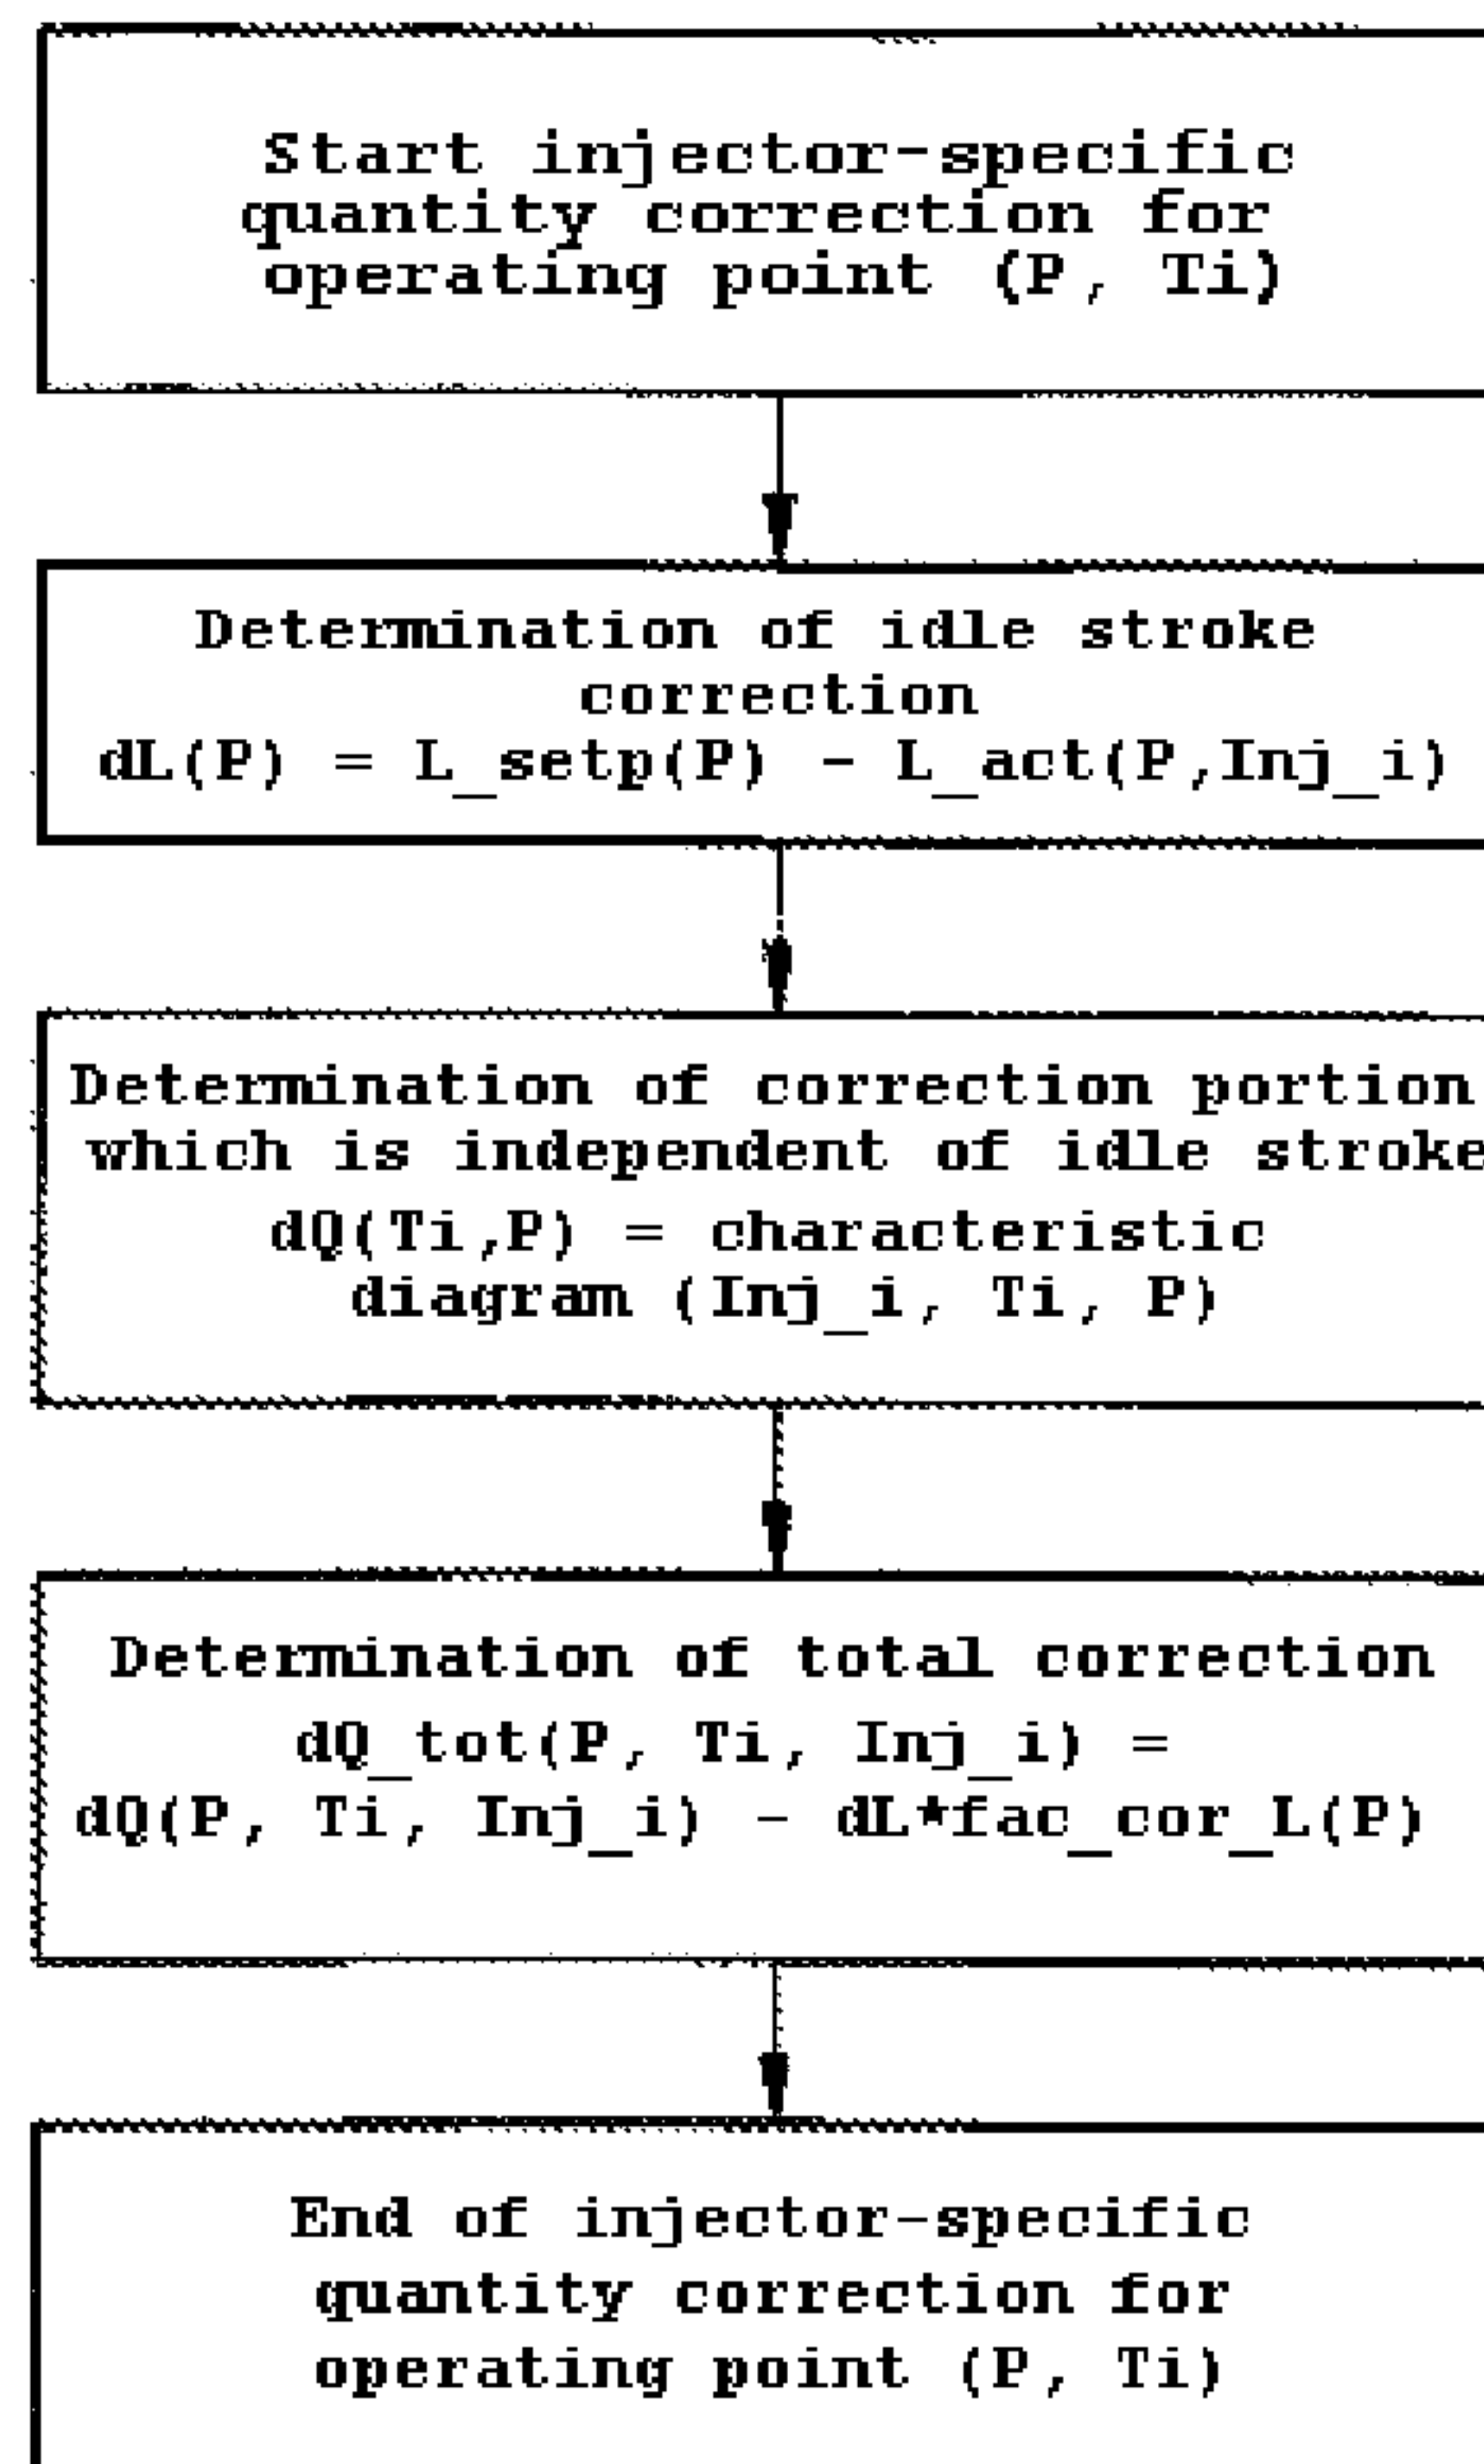 Start injector-specific
quantity correction for
operating point (P, Ti)
Determination of idle stroke
correction
dL(P) = L_setp(P) - L_act(P,Inj_i)
Determination of correction portion
which is independent of idle stroke
dQ(Ti,P) = characteristic
diagram (Inj_i, Ti, P)
Determination of total correction
dQ_tot(P, Ti, Inj_i) =
dQ(P, Ti, Inj_i) - dL*fac_cor_L(P)
End of injector-specific
quantity correction for
operating point (P, Ti)